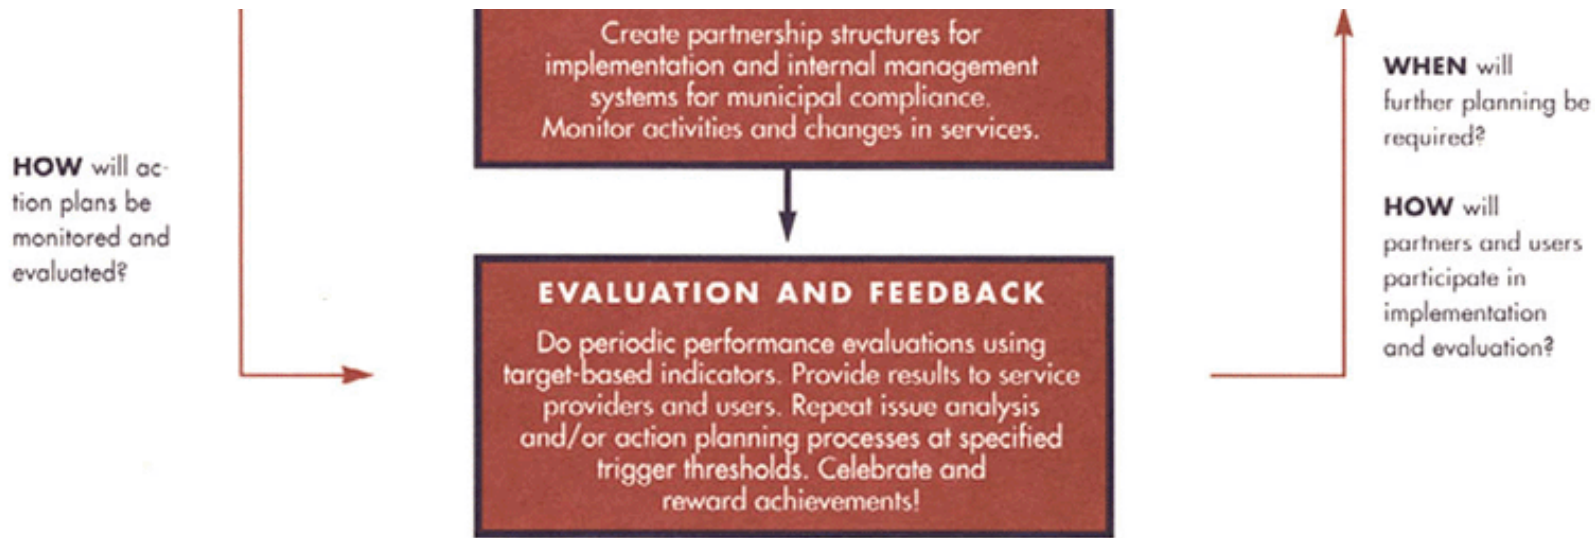 Create partnership structures for
implementation and internal management
systems for municipal compliance.
Monitor activities and changes in services.
HOW will ac-
tion plans be
monitored and
evaluated?
WHEN will
further planning be
required?
HOW will
partners and users
participate in
implementation
and evaluation?
EVALUATION AND FEEDBACK
Do periodic performance evaluations using
target-based indicators. Provide results to service
providers and users. Repeat issue analysis
and/or action planning processes at specified
trigger thresholds. Celebrate and
reward achievements!